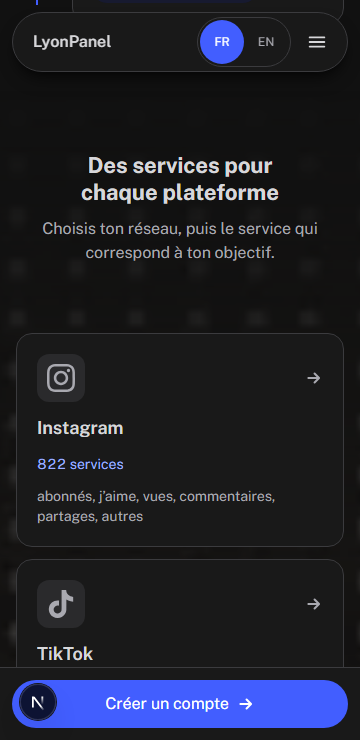 LyonPanel
FR
EN
Des services pour
chaque plateforme
Choisis ton réseau, puis le service qui
correspond à ton objectif.
Instagram
822 services
abonnés, j’aime, vues, commentaires,
partages, autres
TikTok
N
Créer un compte →